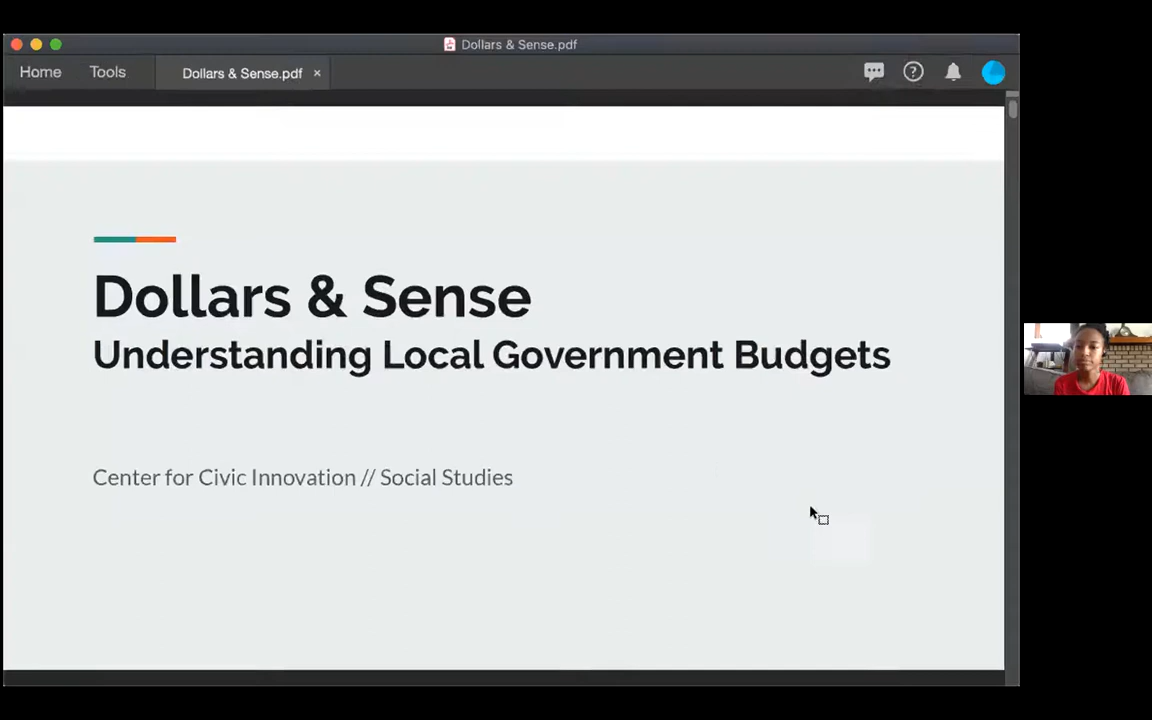 Dollars & Sense.pdf
Home Tools Dollars & Sense.pdf ×
Dollars & Sense
Understanding Local Government Budgets
Center for Civic Innovation // Social Studies